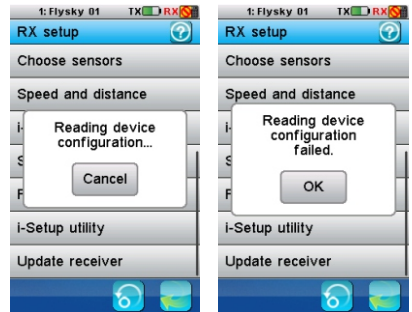 1: Flysky 01 TX RX
RX setup ?
Choose sensors
Speed and distance
i-
Reading device
configuration...
S
Cancel
F
i-Setup utility
Update receiver
1: Flysky 01 TX RX
RX setup ?
Choose sensors
Speed and distance
i-
Reading device
configuration
failed.
S
OK
F
i-Setup utility
Update receiver